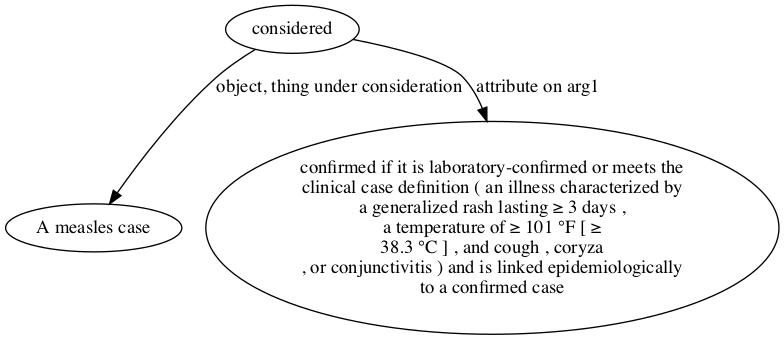 considered
object, thing under consideration
attribute on arg1
A measles case
confirmed if it is laboratory-confirmed or meets the
clinical case definition ( an illness characterized by
a generalized rash lasting ≥ 3 days ,
a temperature of ≥ 101 °F [ ≥
38.3 °C ] , and cough , coryza
, or conjunctivitis ) and is linked epidemiologically
to a confirmed case